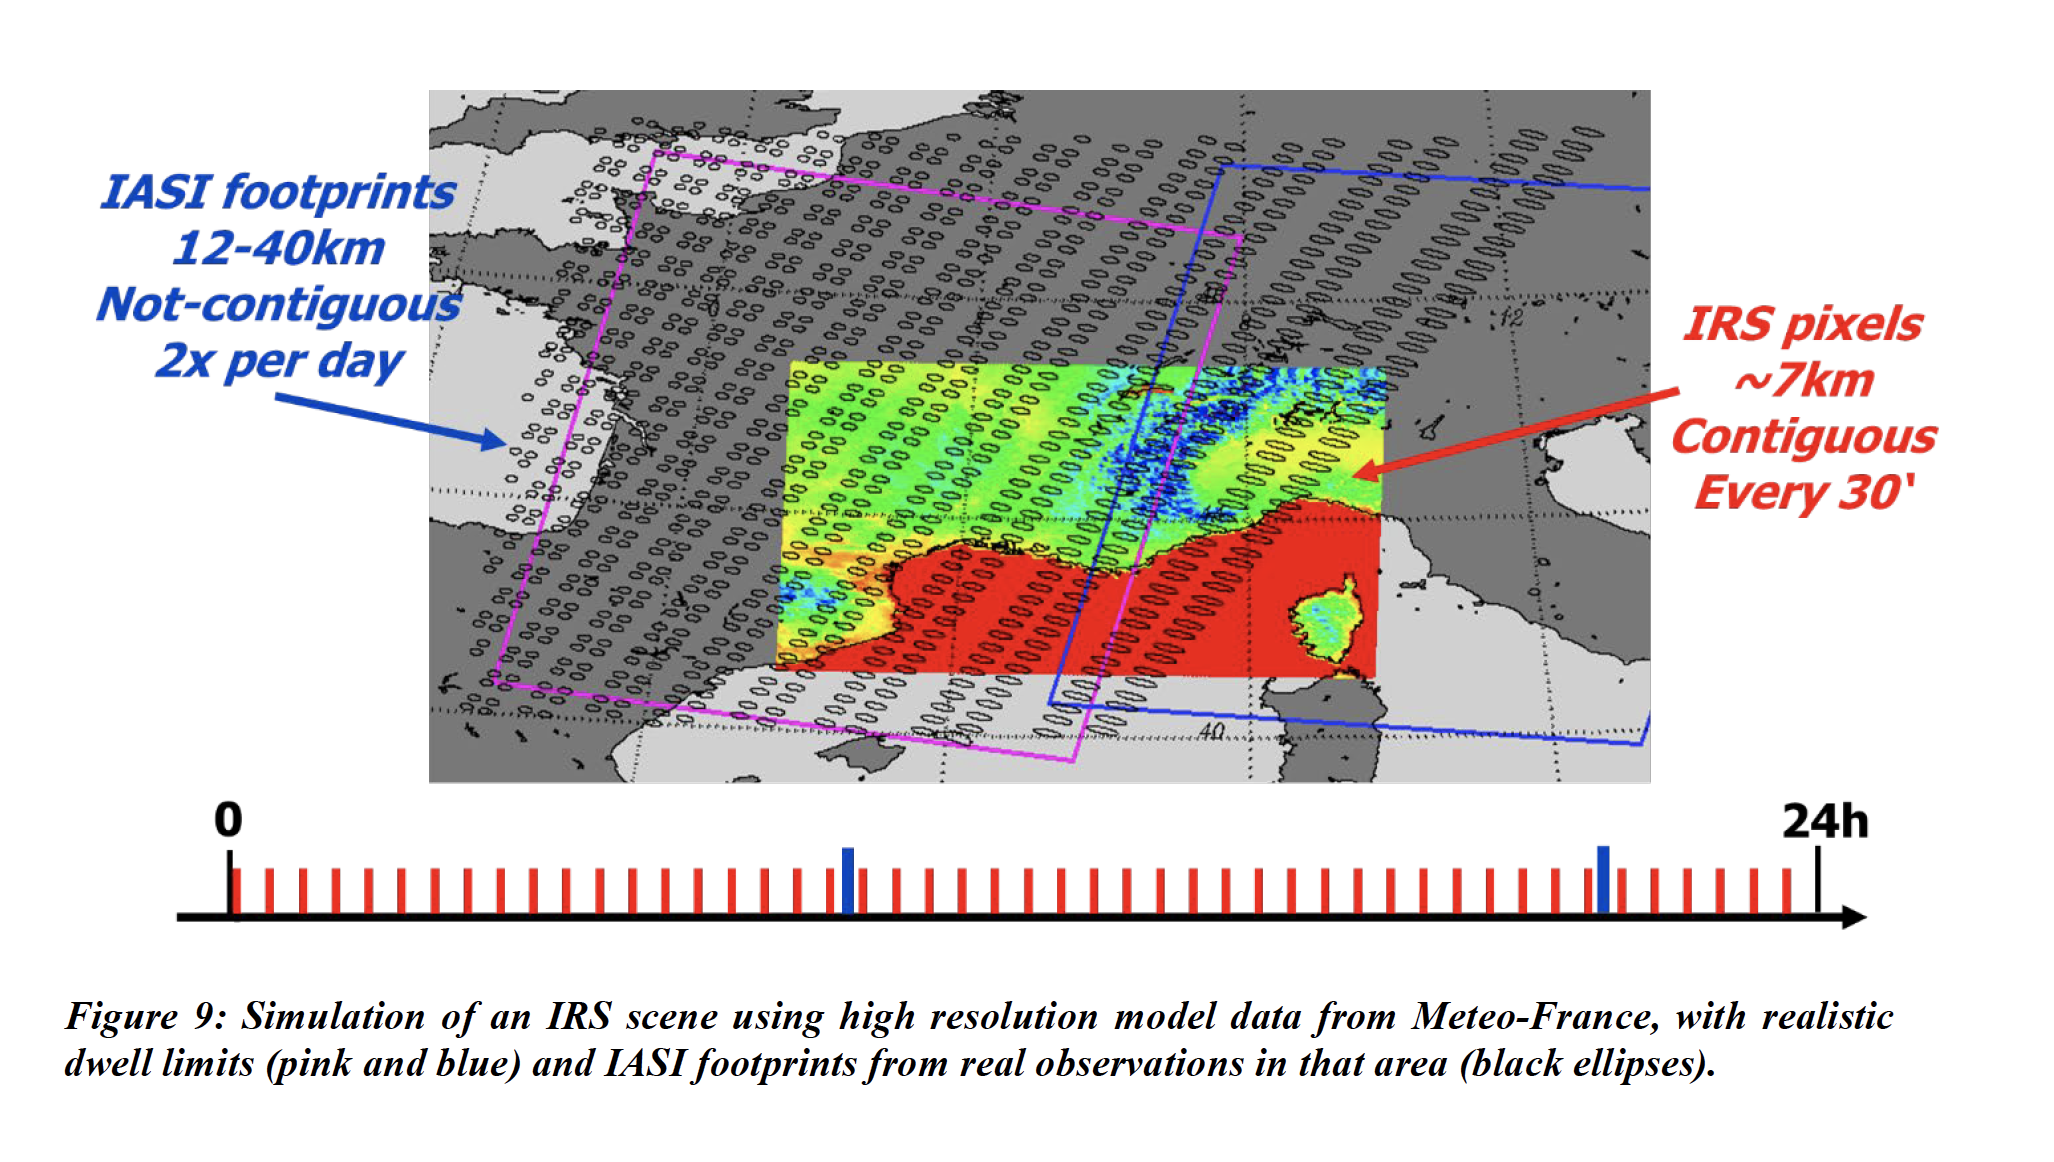 IASI footprints
12-40km
Not-contiguous
2x per day
IRS pixels
~7km
Contiguous
Every 30'
12
40
0
24h
Figure 9: Simulation of an IRS scene using high resolution model data from Meteo-France, with realistic
dwell limits (pink and blue) and IASI footprints from real observations in that area (black ellipses).